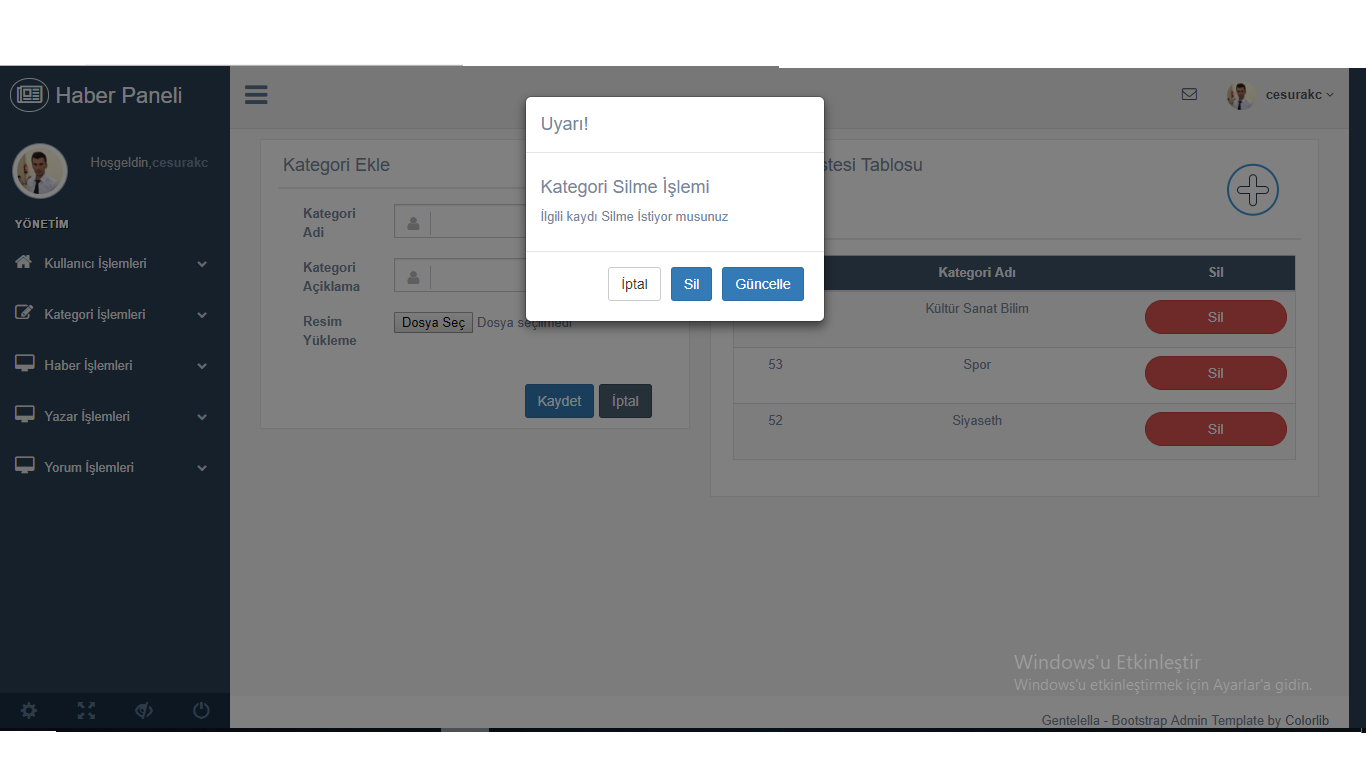 Haber Paneli
cesurakc
Hoşgeldin,cesurakc
YÖNETİM
Kullanıcı İşlemleri
Kategori İşlemleri
Haber İşlemleri
Yazar İşlemleri
Yorum İşlemleri
Kategori Ekle
Kategori
Adi
Kategori
Açiklama
Resim
Yükleme
Dosya Seç Dosya seçilmedi
Kaydet İptal
Uyarı!
Kategori Silme İşlemi
İlgili kaydı Silme İstiyor musunuz
İptal Sil Güncelle
Tablosu
Kategori Adı Sil
Kültür Sanat Bilim Sil
53 Spor Sil
52 Siyaseth Sil
Windows'u Etkinleştir
Windows'u etkinleştirmek için Ayarlar'a gidin.
Gentelella - Bootstrap Admin Template by Colorlib